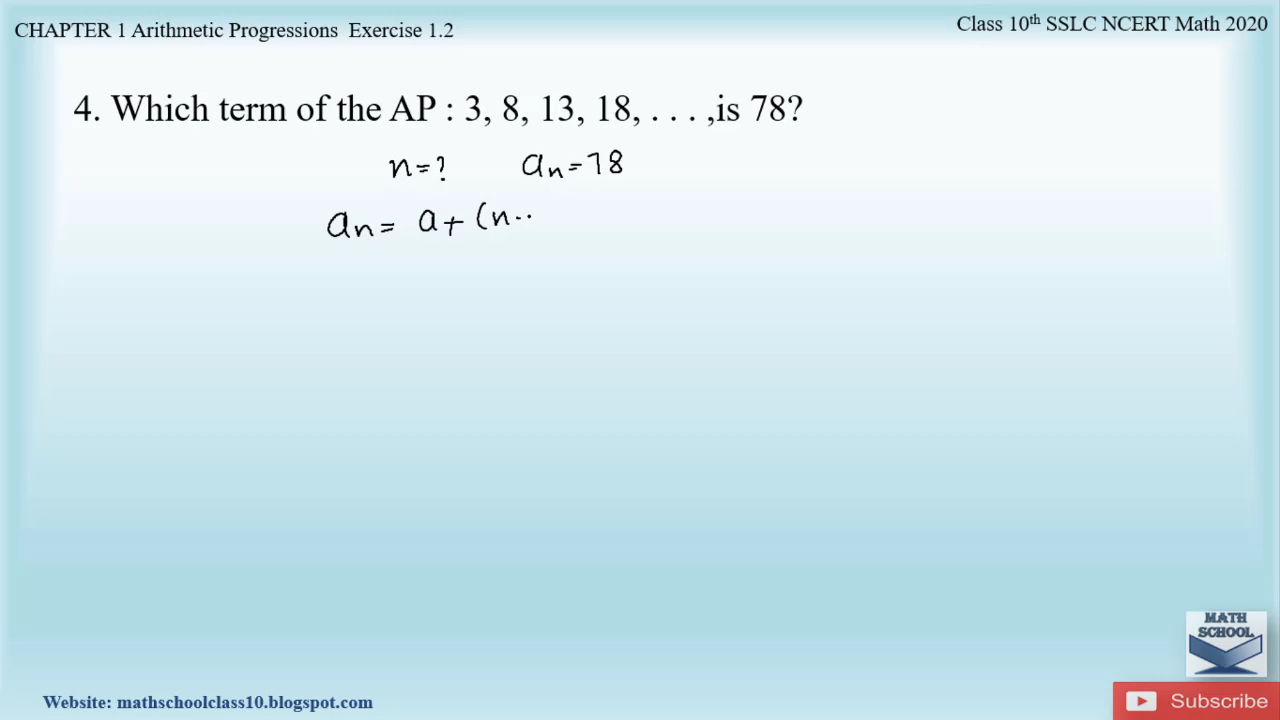 CHAPTER 1 Arithmetic Progressions Exercise 1.2
Class 10th SSLC NCERT Math 2020
4. Which term of the AP : 3, 8, 13, 18, . . . ,is 78?
n=? an=78
an= a+ (n-
MATH
SCHOOL
Website: mathschoolclass10.blogspot.com
Subscribe